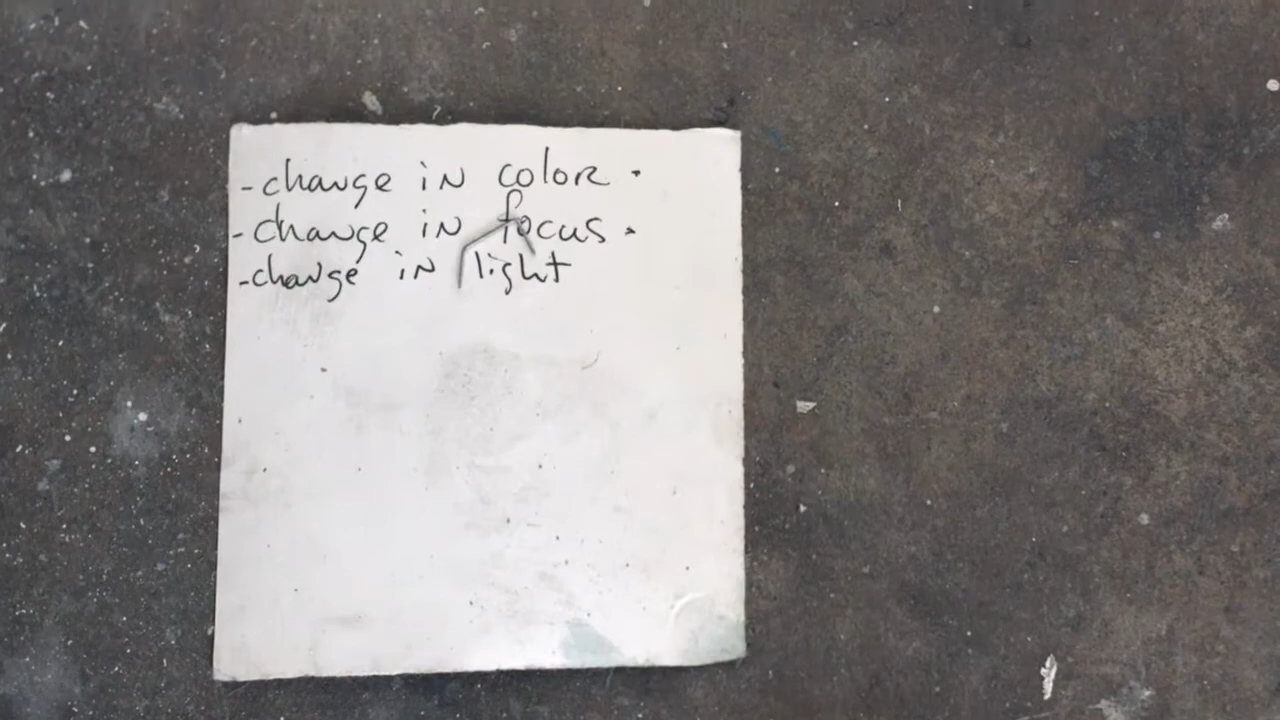 - change in color.
- change in focus.
- change in light